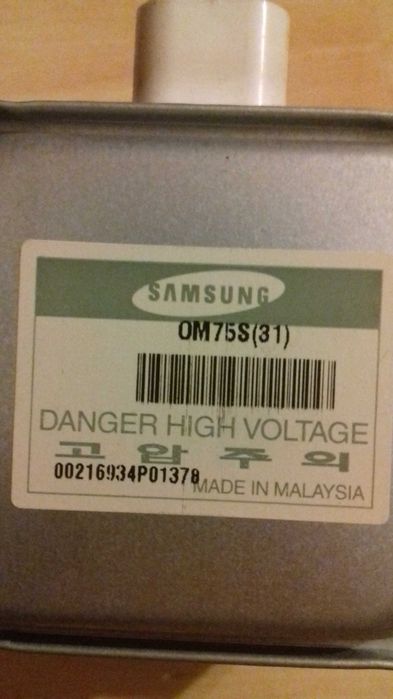 SAMSUNG
OM75S(31)
DANGER HIGH VOLTAGE
고 압 주 의
00216934P01378
MADE IN MALAYSIA